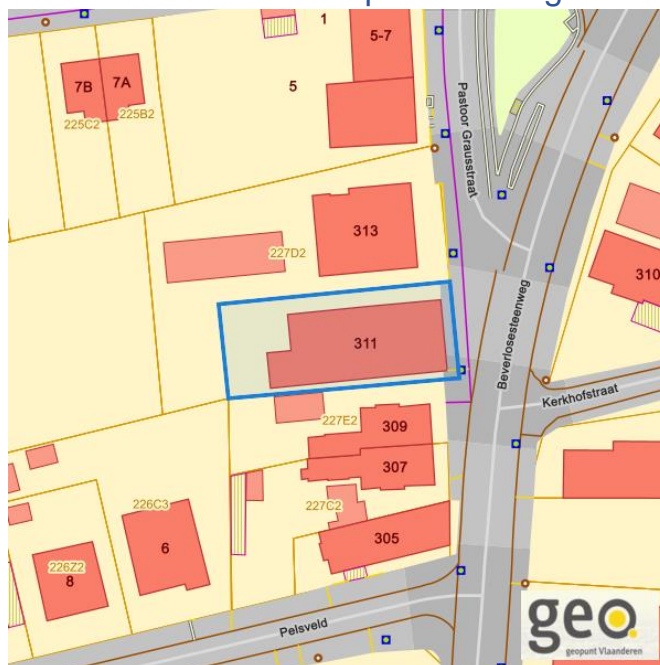 1
5-7
5
7B
7A
225C2
225B2
Pastoor Grausstraat
313
227D2
310
311
Beverlosesteenweg
Kerkhofstraat
227E2
309
307
226C3
227C2
6
305
226Z2
8
Pelsveld
geo
geopunt Vlaanderen